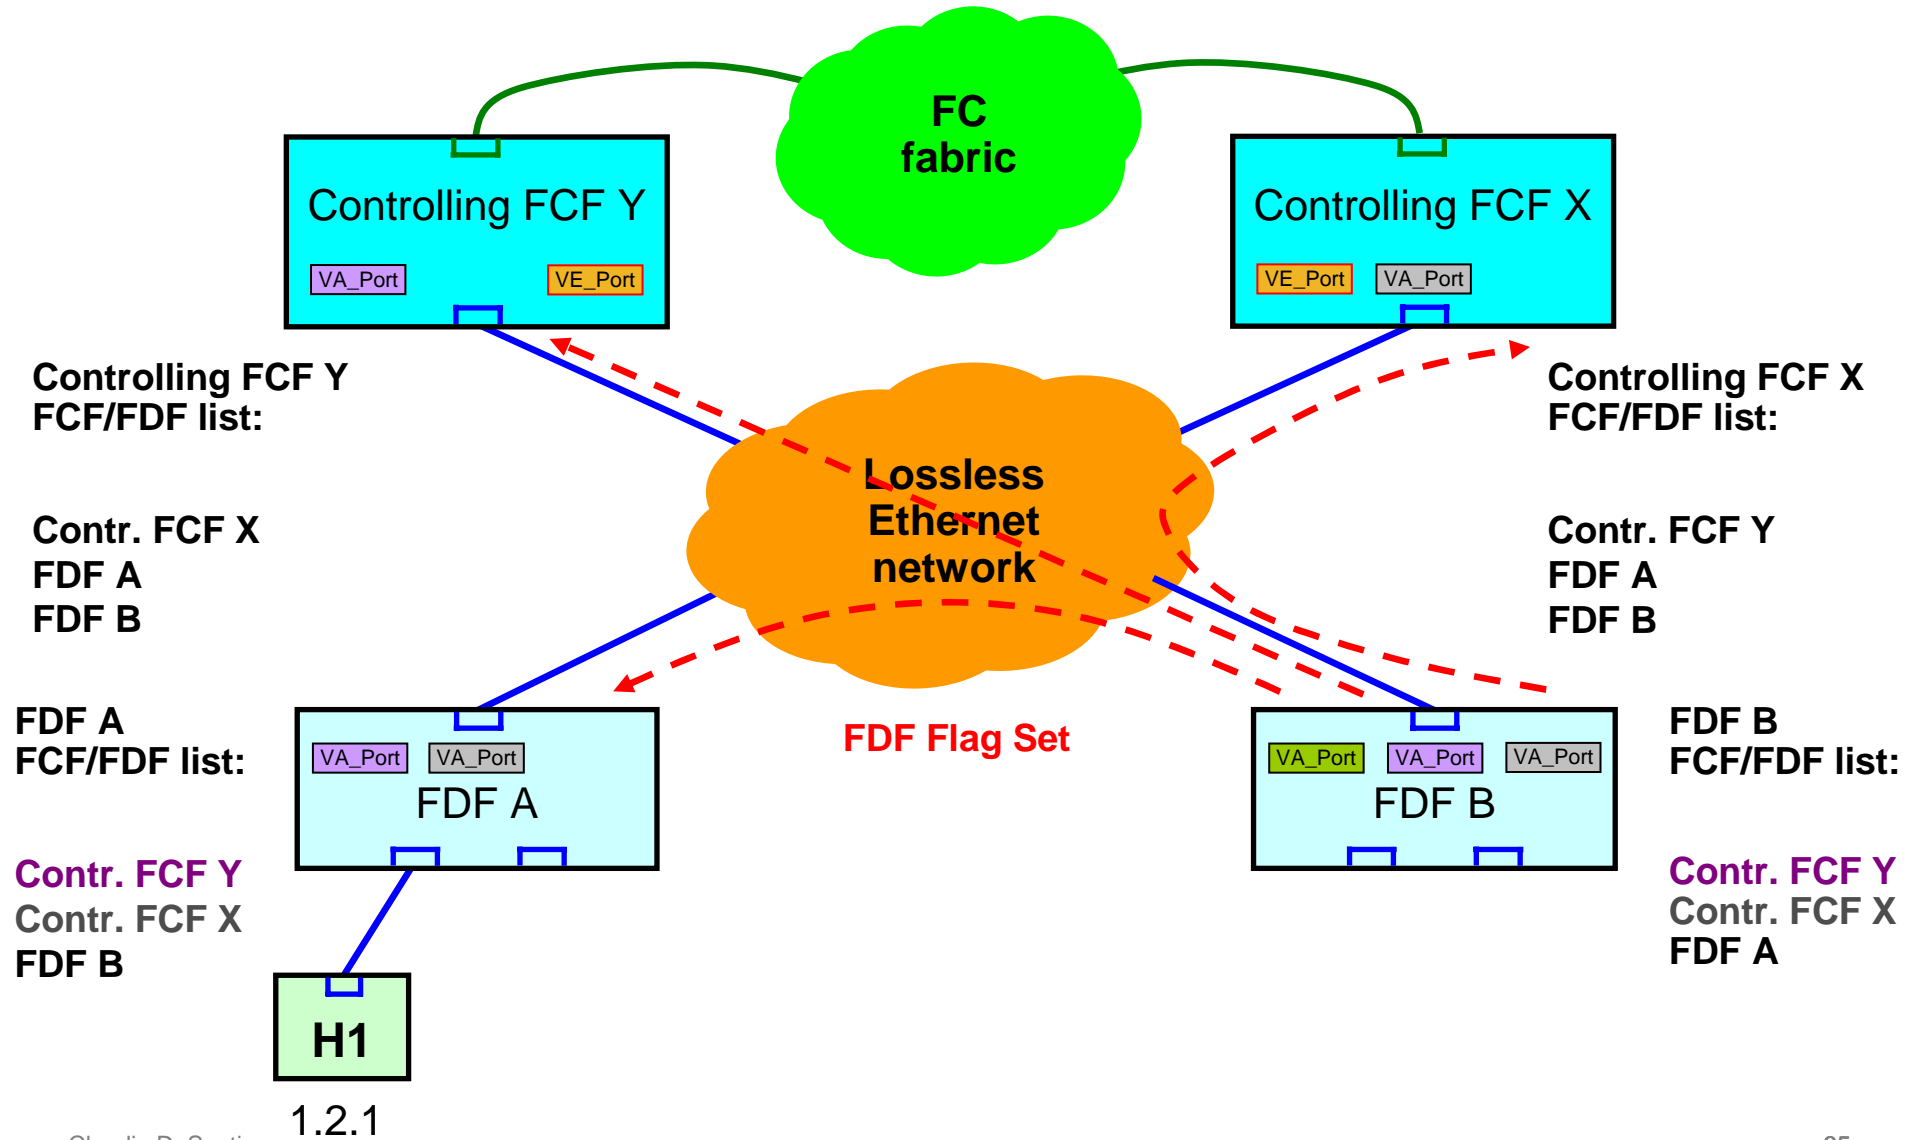 FC
fabric
Controlling FCF Y
VA_Port
VE_Port
Controlling FCF X
VE_Port
VA_Port
Controlling FCF Y
FCF/FDF list:
Contr. FCF X
FDF A
FDF B
Lossless
Ethernet
network
Controlling FCF X
FCF/FDF list:
Contr. FCF Y
FDF A
FDF B
FDF A
FCF/FDF list:
Contr. FCF Y
Contr. FCF X
FDF B
VA_Port
VA_Port
FDF A
FDF Flag Set
VA_Port
VA_Port
VA_Port
FDF B
FDF B
FCF/FDF list:
Contr. FCF Y
Contr. FCF X
FDF A
H1
1.2.1